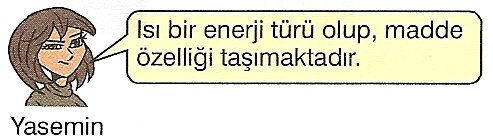 Isı bir enerji türü olup, madde
özelliği taşımaktadır.
Yasemin